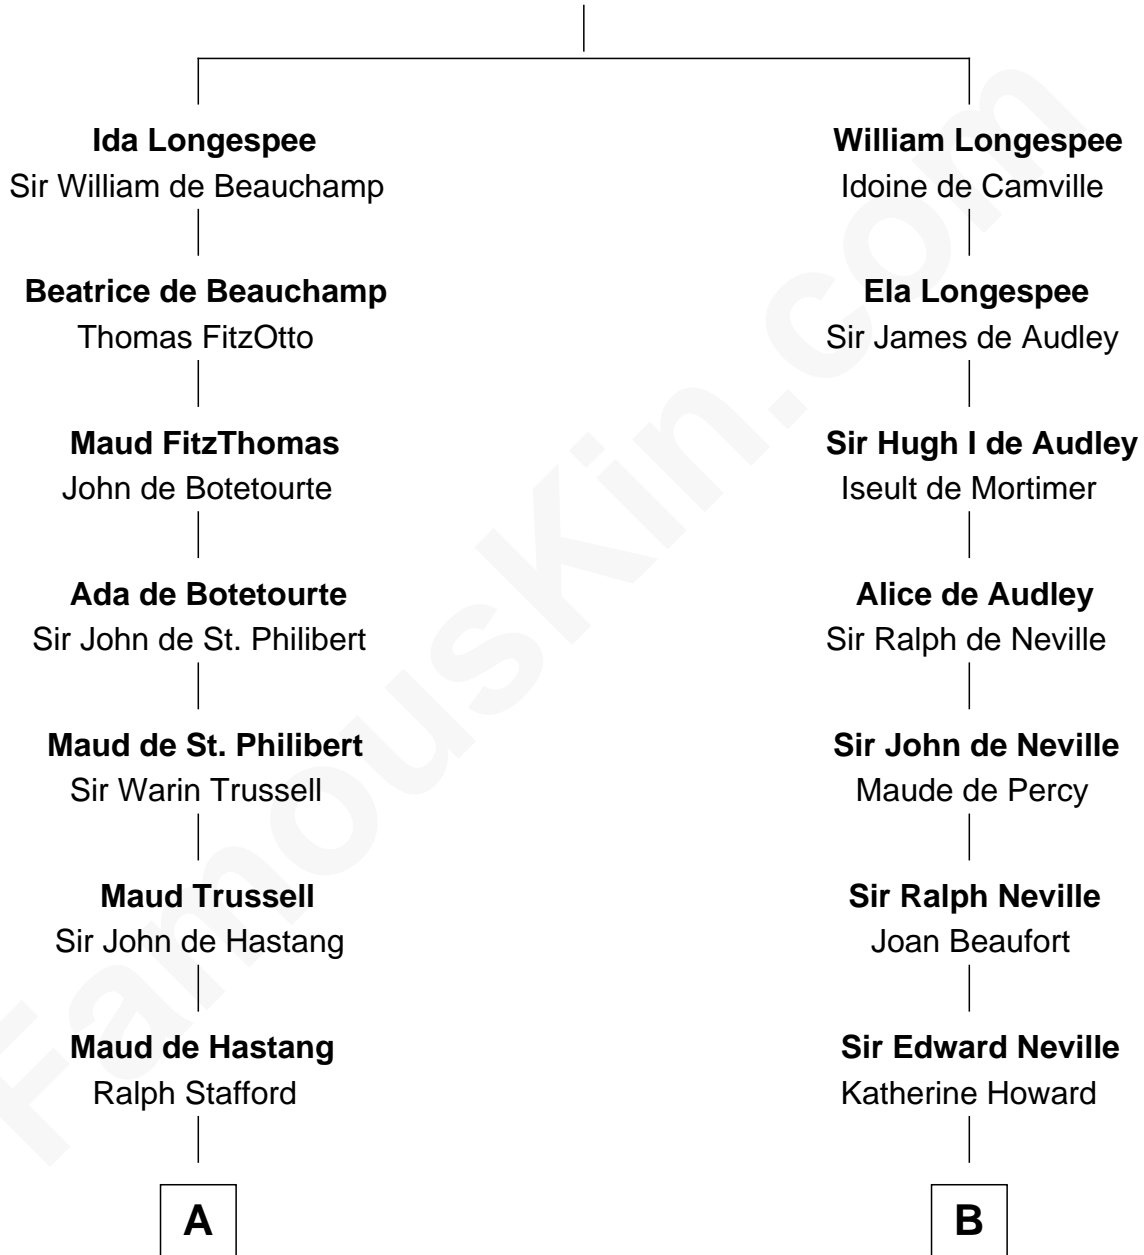 Ida Longespee
Sir William de Beauchamp
Beatrice de Beauchamp
Thomas FitzOtto
Maud FitzThomas
John de Botetourte
Ada de Botetourte
Sir John de St. Philibert
Maud de St. Philibert
Sir Warin Trussell
Maud Trussell
Sir John de Hastang
Maud de Hastang
Ralph Stafford
A
William Longespee
Idoine de Camville
Ela Longespee
Sir James de Audley
Sir Hugh I de Audley
Iseult de Mortimer
Alice de Audley
Sir Ralph de Neville
Sir John de Neville
Maude de Percy
Sir Ralph Neville
Joan Beaufort
Sir Edward Neville
Katherine Howard
B
FamousKin.com